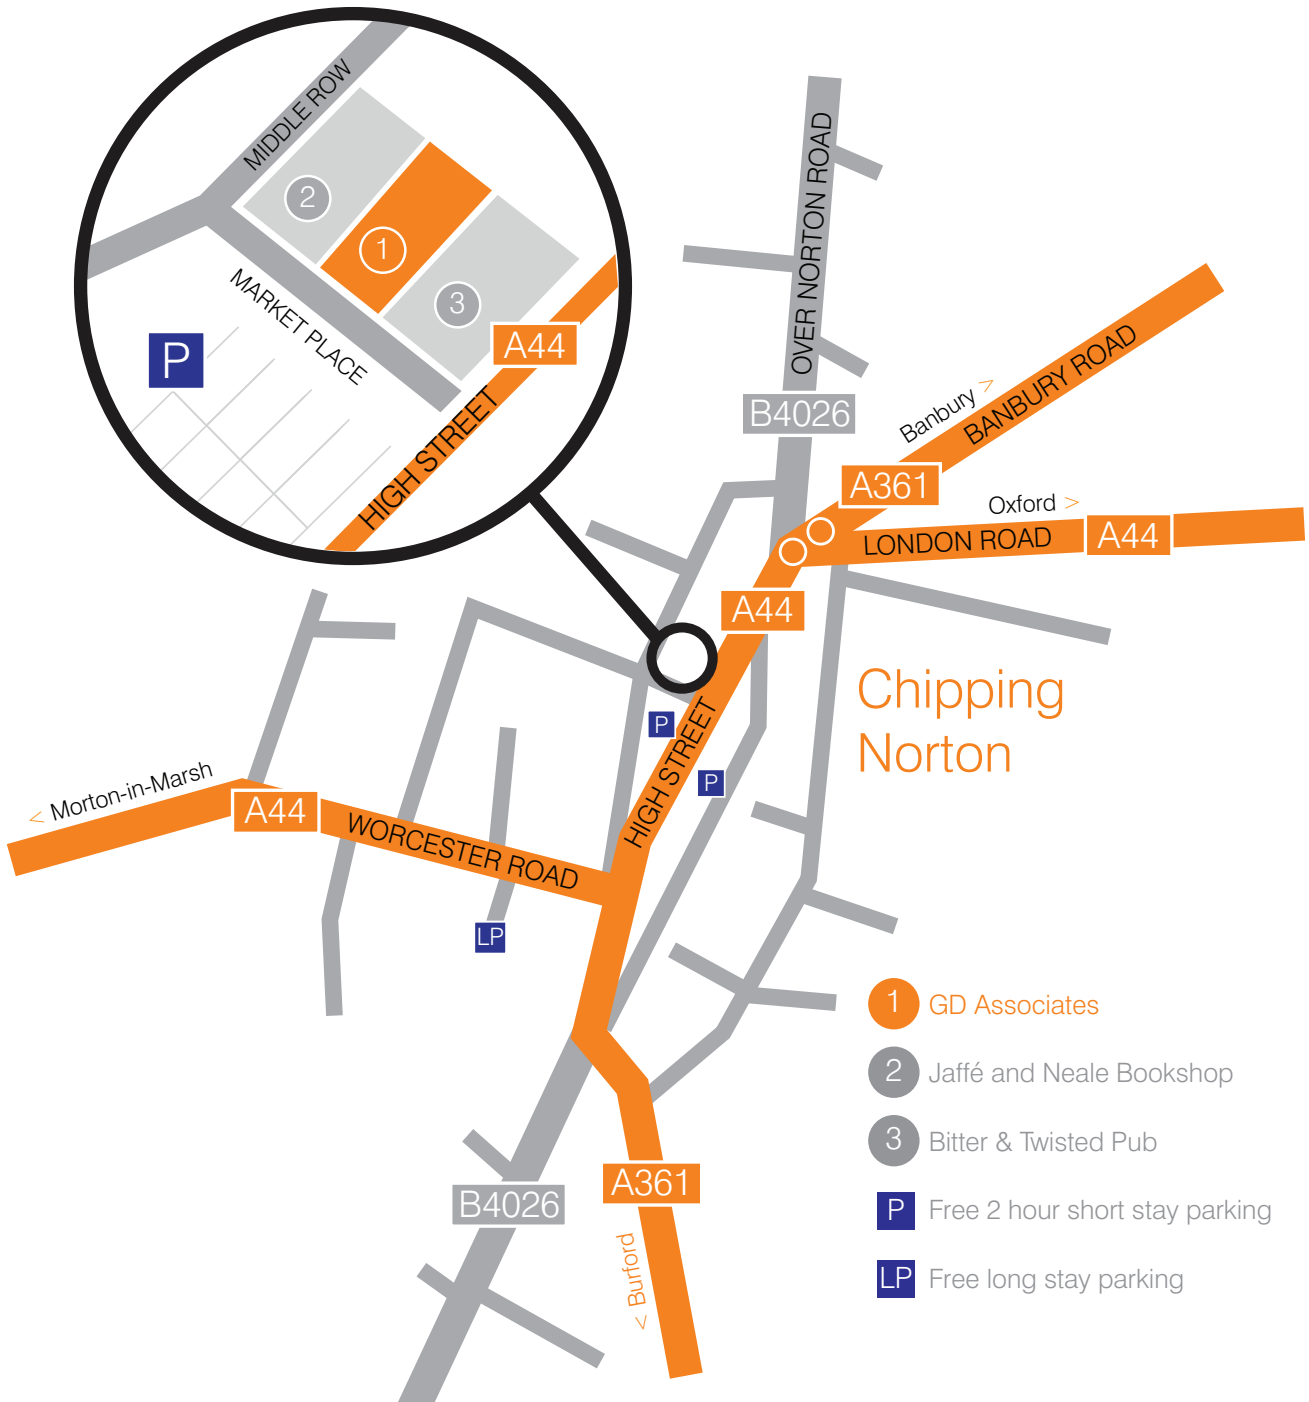 MIDDLE ROW
2
1
3
MARKET PLACE
P
A44
HIGH STREET
OVER NORTON ROAD
B4026
Banbury >
BANBURY ROAD
A361
Oxford >
LONDON ROAD
A44
A44
Chipping
Norton
P
HIGH STREET
P
< Morton-in-Marsh
A44
WORCESTER ROAD
LP
B4026
A361
< Burford
1 GD Associates
2 Jaffé and Neale Bookshop
3 Bitter & Twisted Pub
P Free 2 hour short stay parking
LP Free long stay parking